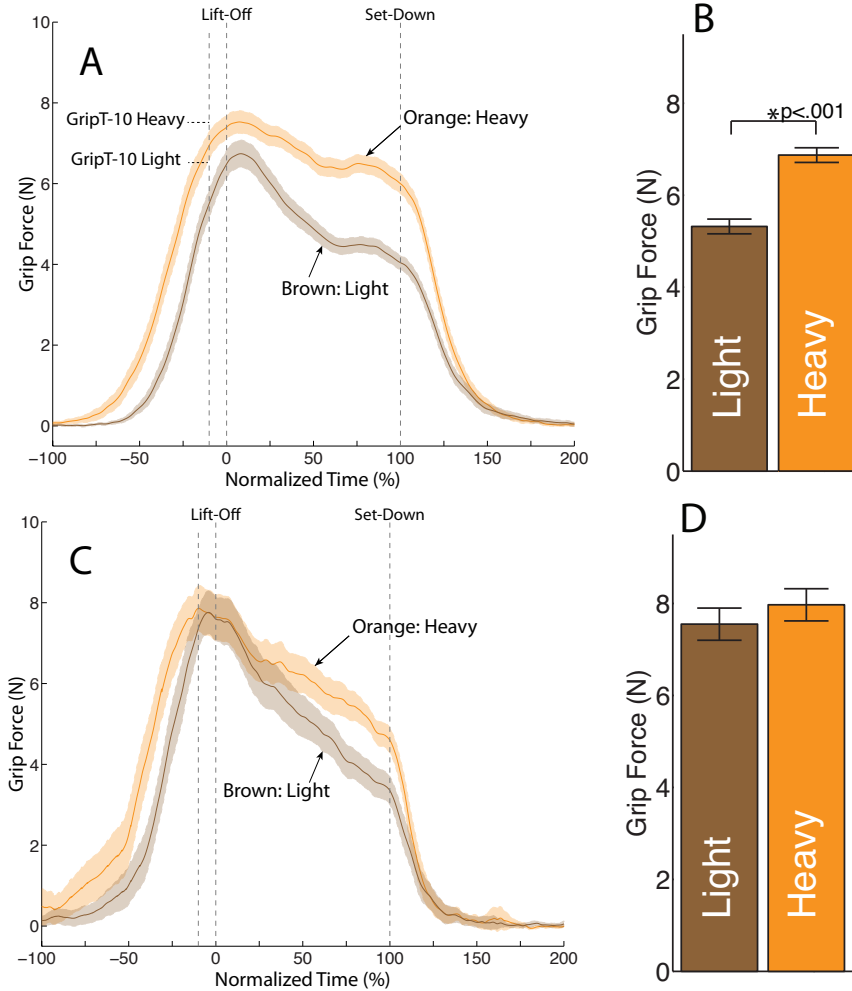 Lift-Off
Set-Down
10
8
6
4
2
0
A
GripT-10 Heavy
GripT-10 Light
Orange: Heavy
Brown: Light
Grip Force (N)
−100
−50
0
50
100
150
200
Normalized Time (%)
B
8
6
4
2
0
Grip Force (N)
*p<.001
Light
Heavy
Lift-Off
Set-Down
10
8
6
4
2
0
C
Orange: Heavy
Brown: Light
Grip Force (N)
-100
-50
0
50
100
150
200
Normalized Time (%)
D
8
6
4
2
0
Grip Force (N)
Light
Heavy